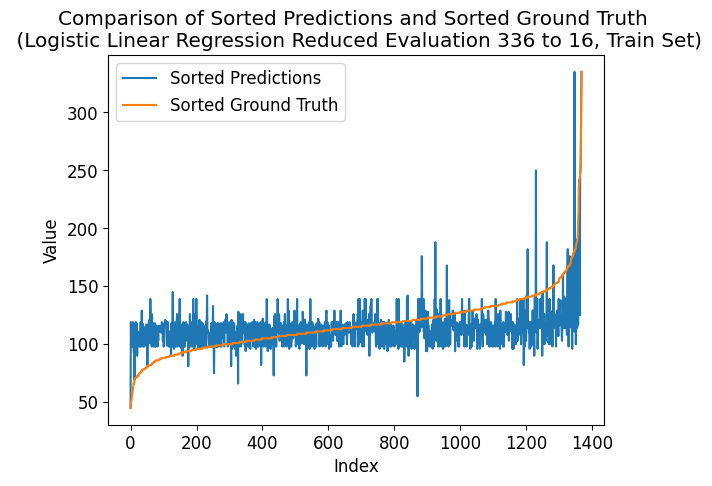 Comparison of Sorted Predictions and Sorted Ground Truth
(Logistic Linear Regression Reduced Evaluation 336 to 16, Train Set)
Sorted Predictions
Sorted Ground Truth
300
250
200
150
100
50
Value
0 200 400 600 800 1000 1200 1400
Index